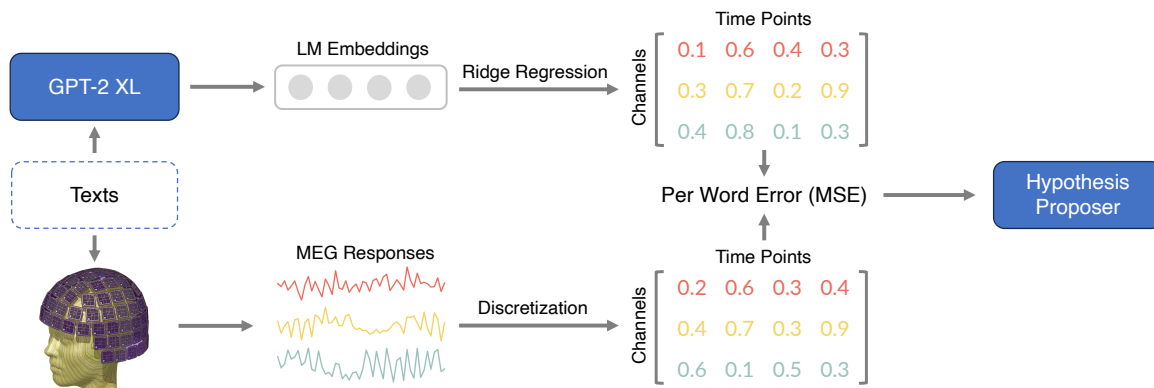 Time Points
LM Embeddings
GPT-2 XL
Ridge Regression
Channels
0.1 0.6 0.4 0.3
0.3 0.7 0.2 0.9
0.4 0.8 0.1 0.3
Texts
Per Word Error (MSE)
Hypothesis
Proposer
MEG Responses
Time Points
Discretization
Channels
0.2 0.6 0.3 0.4
0.4 0.7 0.3 0.9
0.6 0.1 0.5 0.3